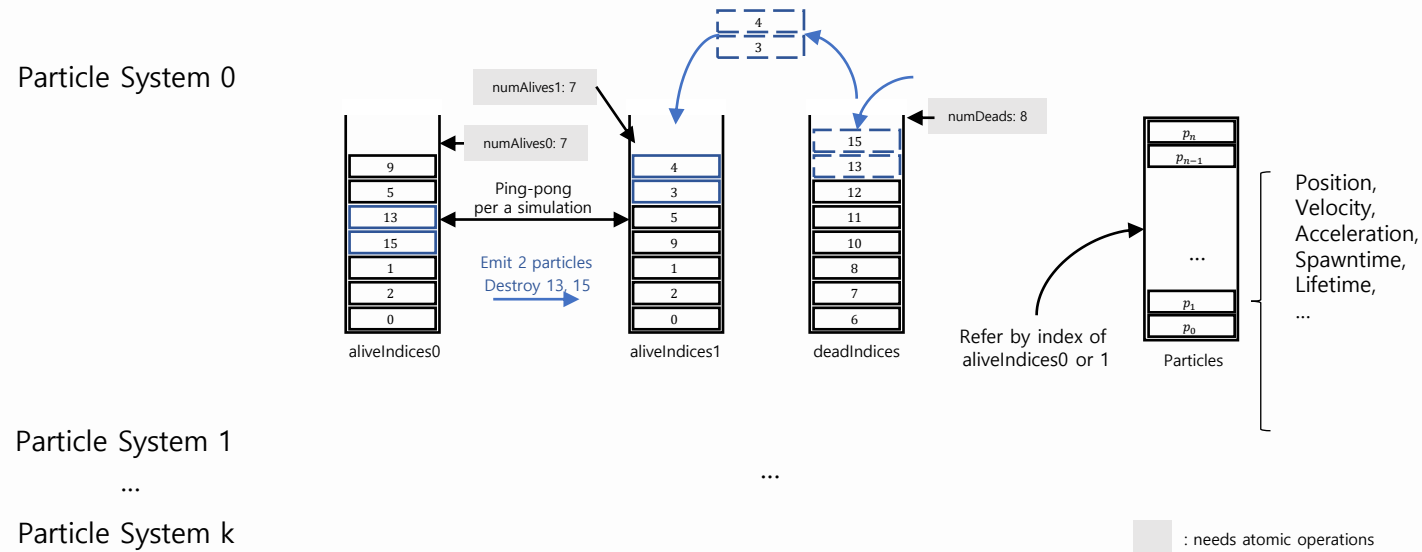 Particle System 0
4
3
numAlives1: 7
numAlives0: 7
numDeads: 8
9
5
13
15
1
2
0
aliveIndices0
Ping-pong
per a simulation
Emit 2 particles
Destroy 13, 15
4
3
5
9
1
2
0
aliveIndices1
15
13
12
11
10
8
7
6
deadIndices
Refer by index of
aliveIndices0 or 1
pₙ
pₙ₋₁
...
p₁
p₀
Particles
Position,
Velocity,
Acceleration,
Spawntime,
Lifetime,
...
Particle System 1
...
...
Particle System k
: needs atomic operations